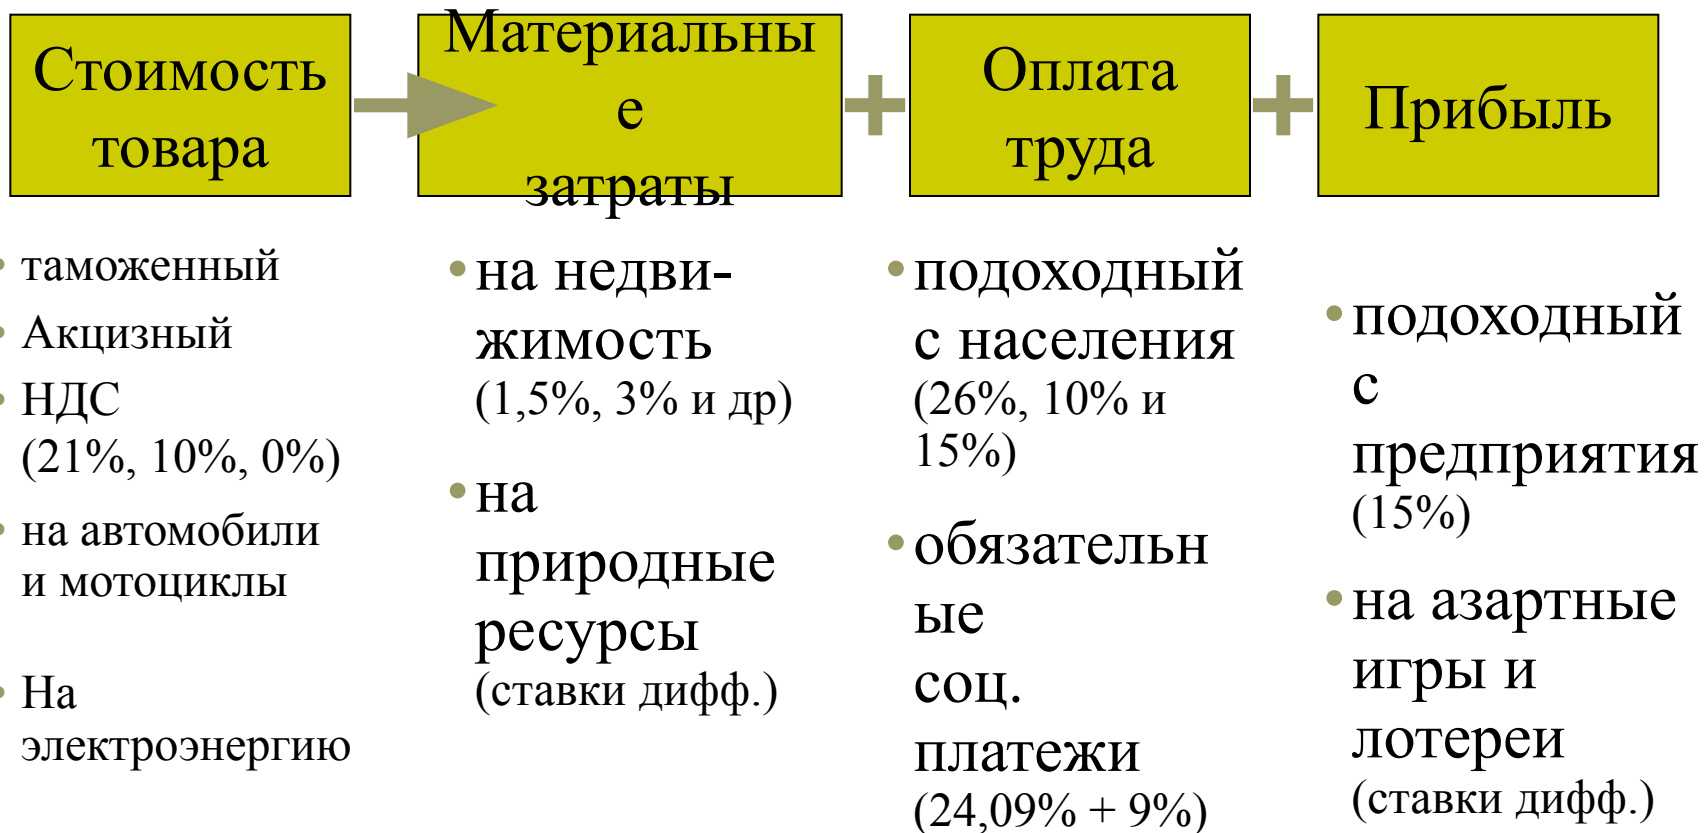 Стоимость
товара
Материальны
е
затраты
Оплата
труда
Прибыль
• таможенный
• Акцизный
• НДС
(21%, 10%, 0%)
• на автомобили
и мотоциклы
• На
электроэнергию
• на недви-
жимость
(1,5%, 3% и др)
• на
природные
ресурсы
(ставки дифф.)
• подоходный
с населения
(26%, 10% и
15%)
• обязательн
ые
соц.
платежи
(24,09% + 9%)
• подоходный
с
предприятия
(15%)
• на азартные
игры и
лотереи
(ставки дифф.)